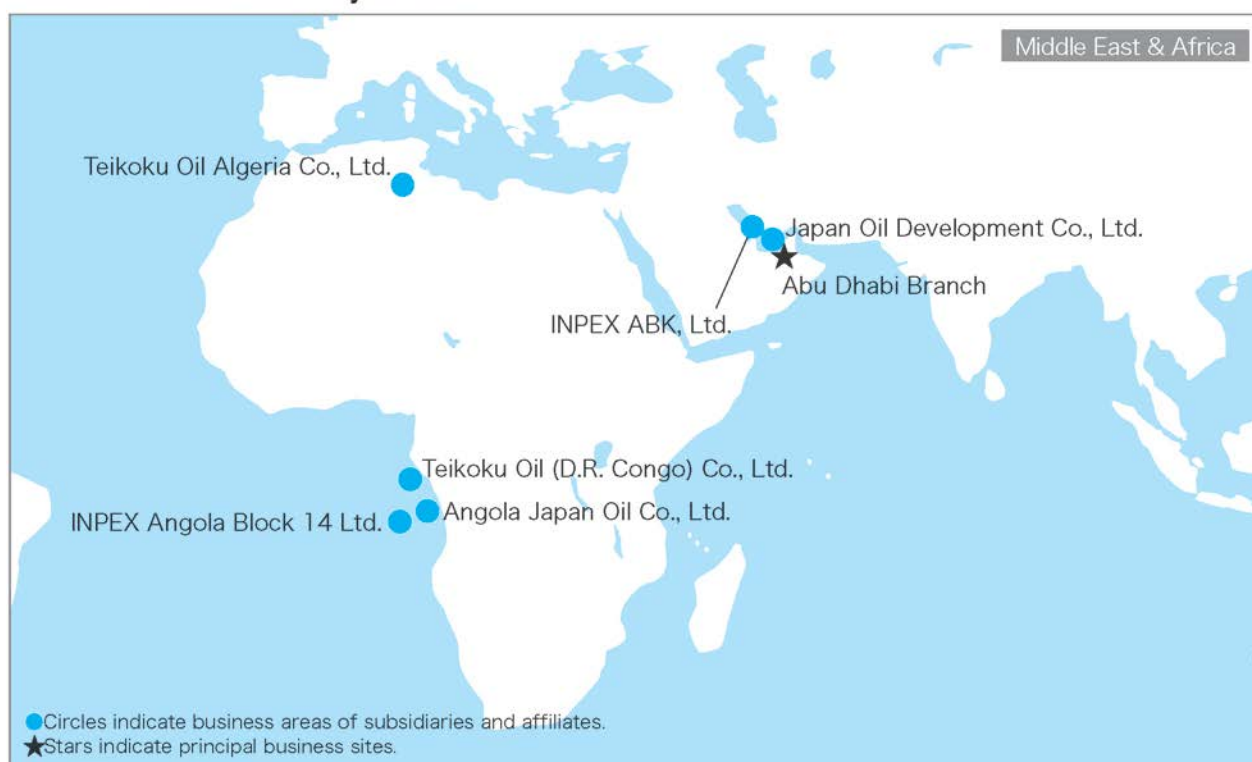 Middle East & Africa
Teikoku Oil Algeria Co., Ltd.
Japan Oil Development Co., Ltd.
Abu Dhabi Branch
INPEX ABK, Ltd.
Teikoku Oil (D.R. Congo) Co., Ltd.
Angola Japan Oil Co., Ltd.
INPEX Angola Block 14 Ltd.
Circles indicate business areas of subsidiaries and affiliates.
Stars indicate principal business sites.